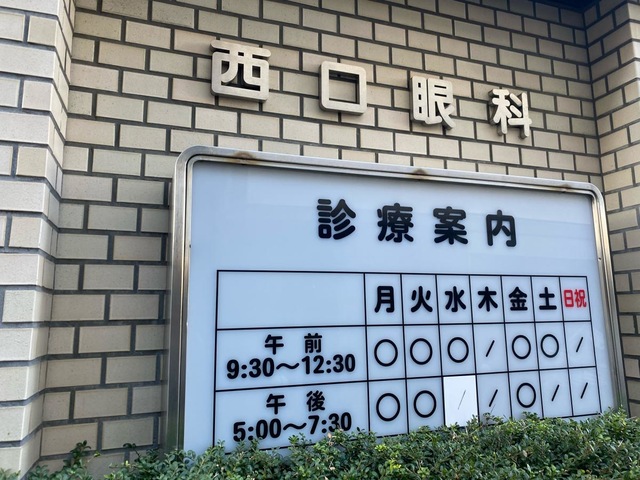 西口眼科
診療案内
月 火 水 木 金 土 日祝
午前 9:30～12:30 ○ ○ ○ / ○ ○ /
午後 5:00～7:30 ○ ○ / / ○ / /